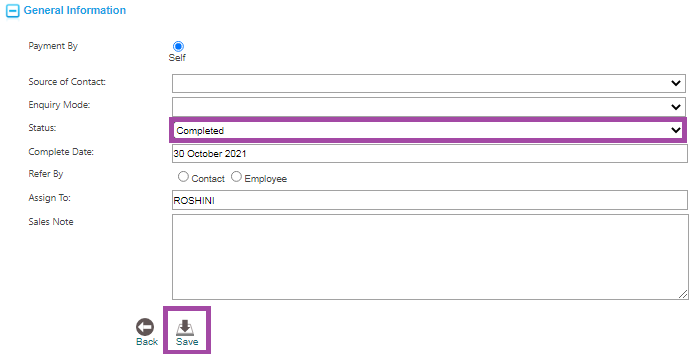 General Information
Payment By
Self
Source of Contact:
Enquiry Mode:
Status: Completed
Complete Date: 30 October 2021
Refer By Contact Employee
Assign To: ROSHINI
Sales Note
Back Save